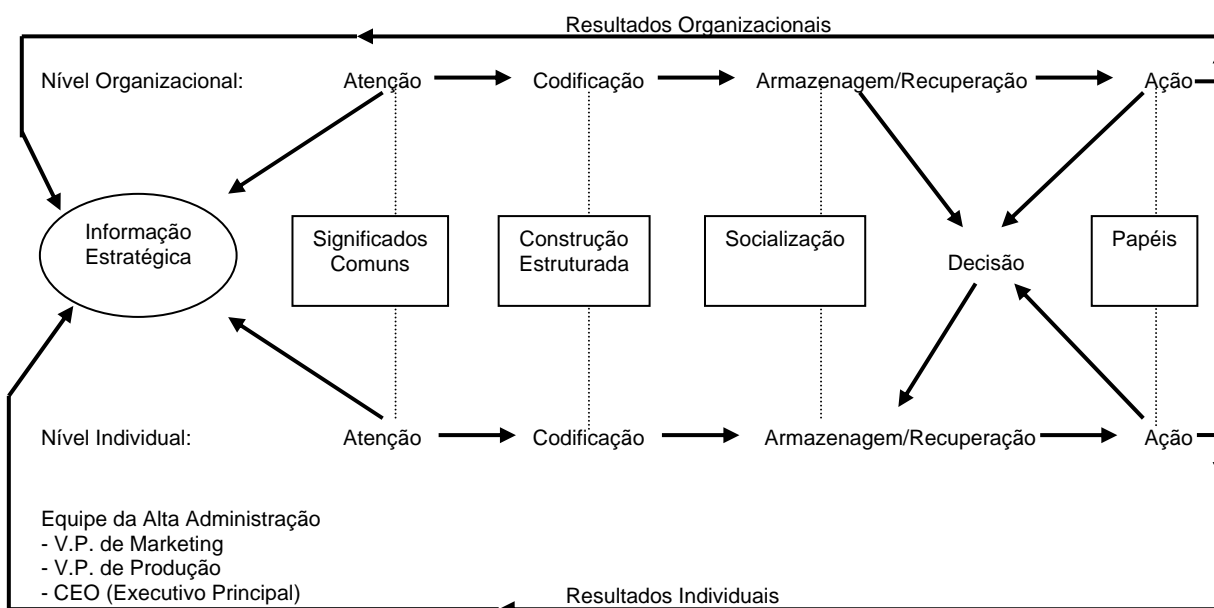 Resultados Organizacionais
Nível Organizacional: Atenção Codificação Armazenagem/Recuperação Ação
Informação
Estratégica
Significados
Comuns
Construção
Estruturada
Socialização
Decisão
Papéis
Nível Individual: Atenção Codificação Armazenagem/Recuperação Ação
Equipe da Alta Administração
- V.P. de Marketing
- V.P. de Produção
- CEO (Executivo Principal)
Resultados Individuais